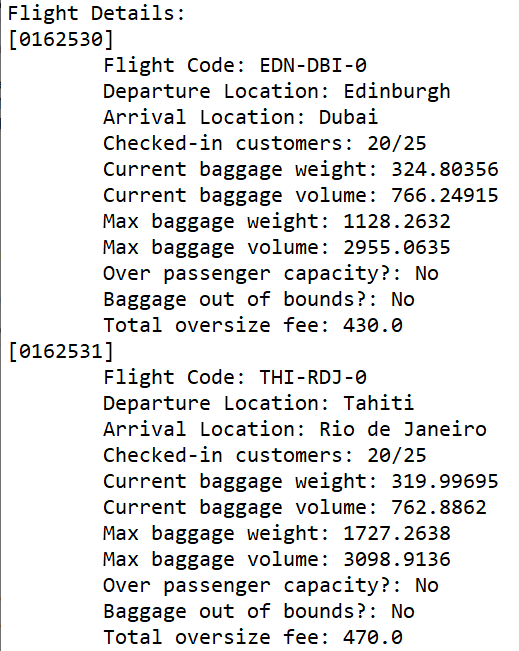 Flight Details:
[0162530]
Flight Code: EDN-DBI-0
Departure Location: Edinburgh
Arrival Location: Dubai
Checked-in customers: 20/25
Current baggage weight: 324.80356
Current baggage volume: 766.24915
Max baggage weight: 1128.2632
Max baggage volume: 2955.0635
Over passenger capacity?: No
Baggage out of bounds?: No
Total oversize fee: 430.0
[0162531]
Flight Code: THI-RDJ-0
Departure Location: Tahiti
Arrival Location: Rio de Janeiro
Checked-in customers: 20/25
Current baggage weight: 319.99695
Current baggage volume: 762.8862
Max baggage weight: 1727.2638
Max baggage volume: 3098.9136
Over passenger capacity?: No
Baggage out of bounds?: No
Total oversize fee: 470.0